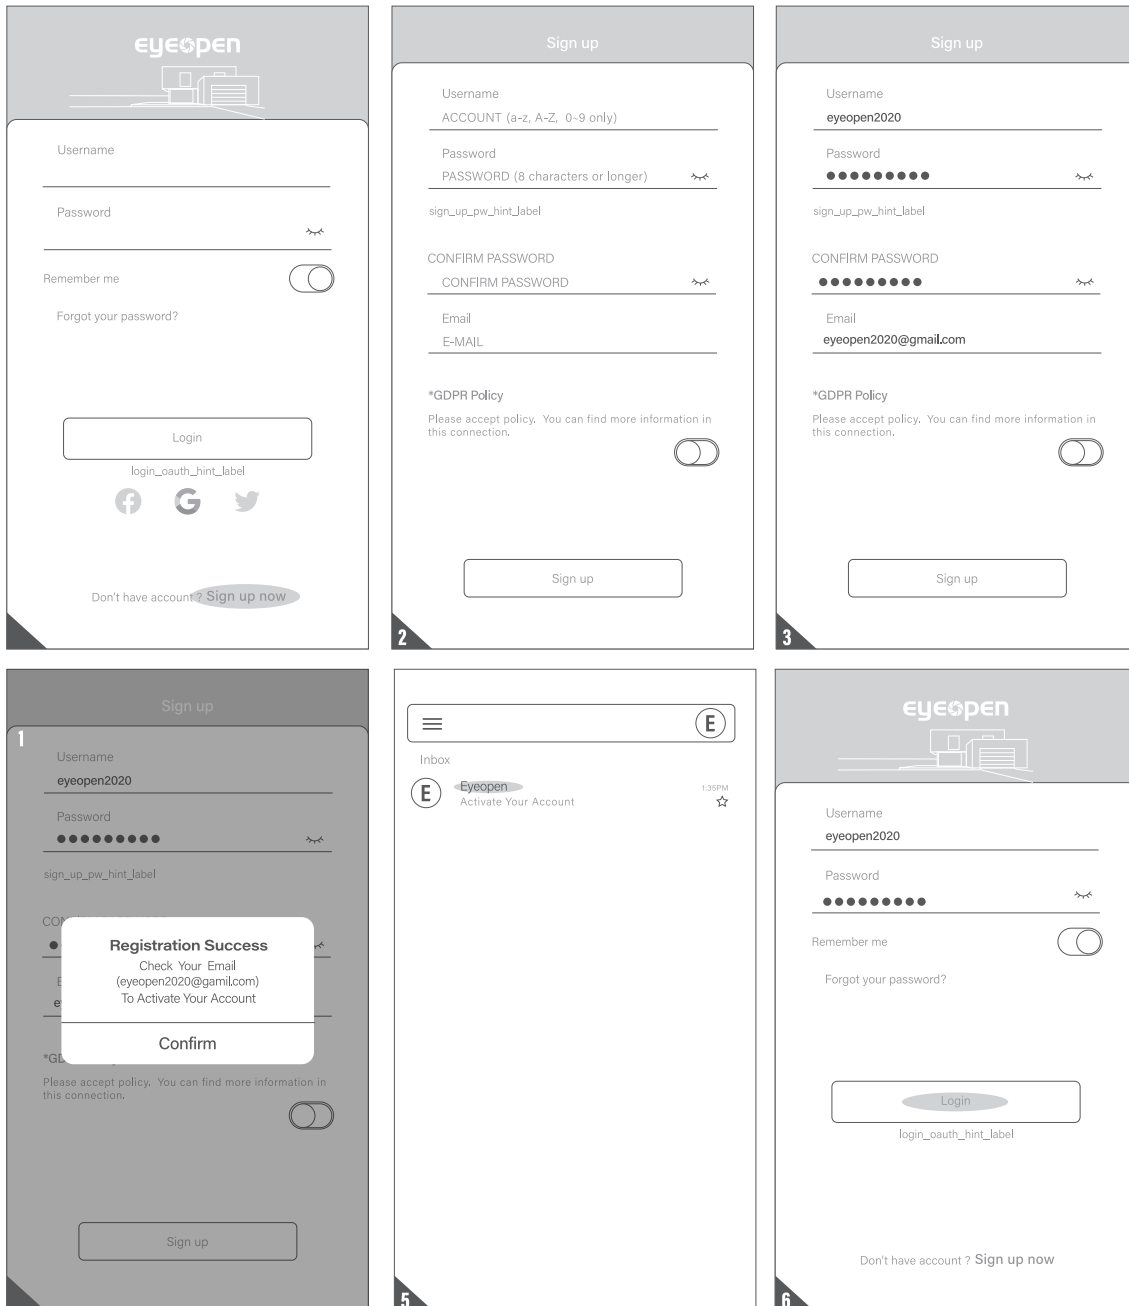 eyeopen
Username
Password
Remember me
Forgot your password?
Login
login_oauth_hint_label
Don't have account ? Sign up now
Sign up
Username
ACCOUNT (a-z, A-Z, 0~9 only)
Password
PASSWORD (8 characters or longer)
sign_up_pw_hint_label
CONFIRM PASSWORD
CONFIRM PASSWORD
Email
E-MAIL
*GDPR Policy
Please accept policy. You can find more information in
this connection.
Sign up
2
Sign up
Username
eyeopen2020
Password
sign_up_pw_hint_label
CONFIRM PASSWORD
Email
eyeopen2020@gmail.com
*GDPR Policy
Please accept policy. You can find more information in
this connection.
Sign up
3
Sign up
1
Username
eyeopen2020
Password
sign_up_pw_hint_label
CO
Registration Success
Check Your Email
(eyeopen2020@gamil.com)
To Activate Your Account
E
e
Confirm
*GD
Please accept policy. You can find more information in
this connection.
Sign up
E
Inbox
E
Eyeopen
1:35PM
Activate Your Account
5
eyeopen
Username
eyeopen2020
Password
Remember me
Forgot your password?
Login
login_oauth_hint_label
Don't have account ? Sign up now
6